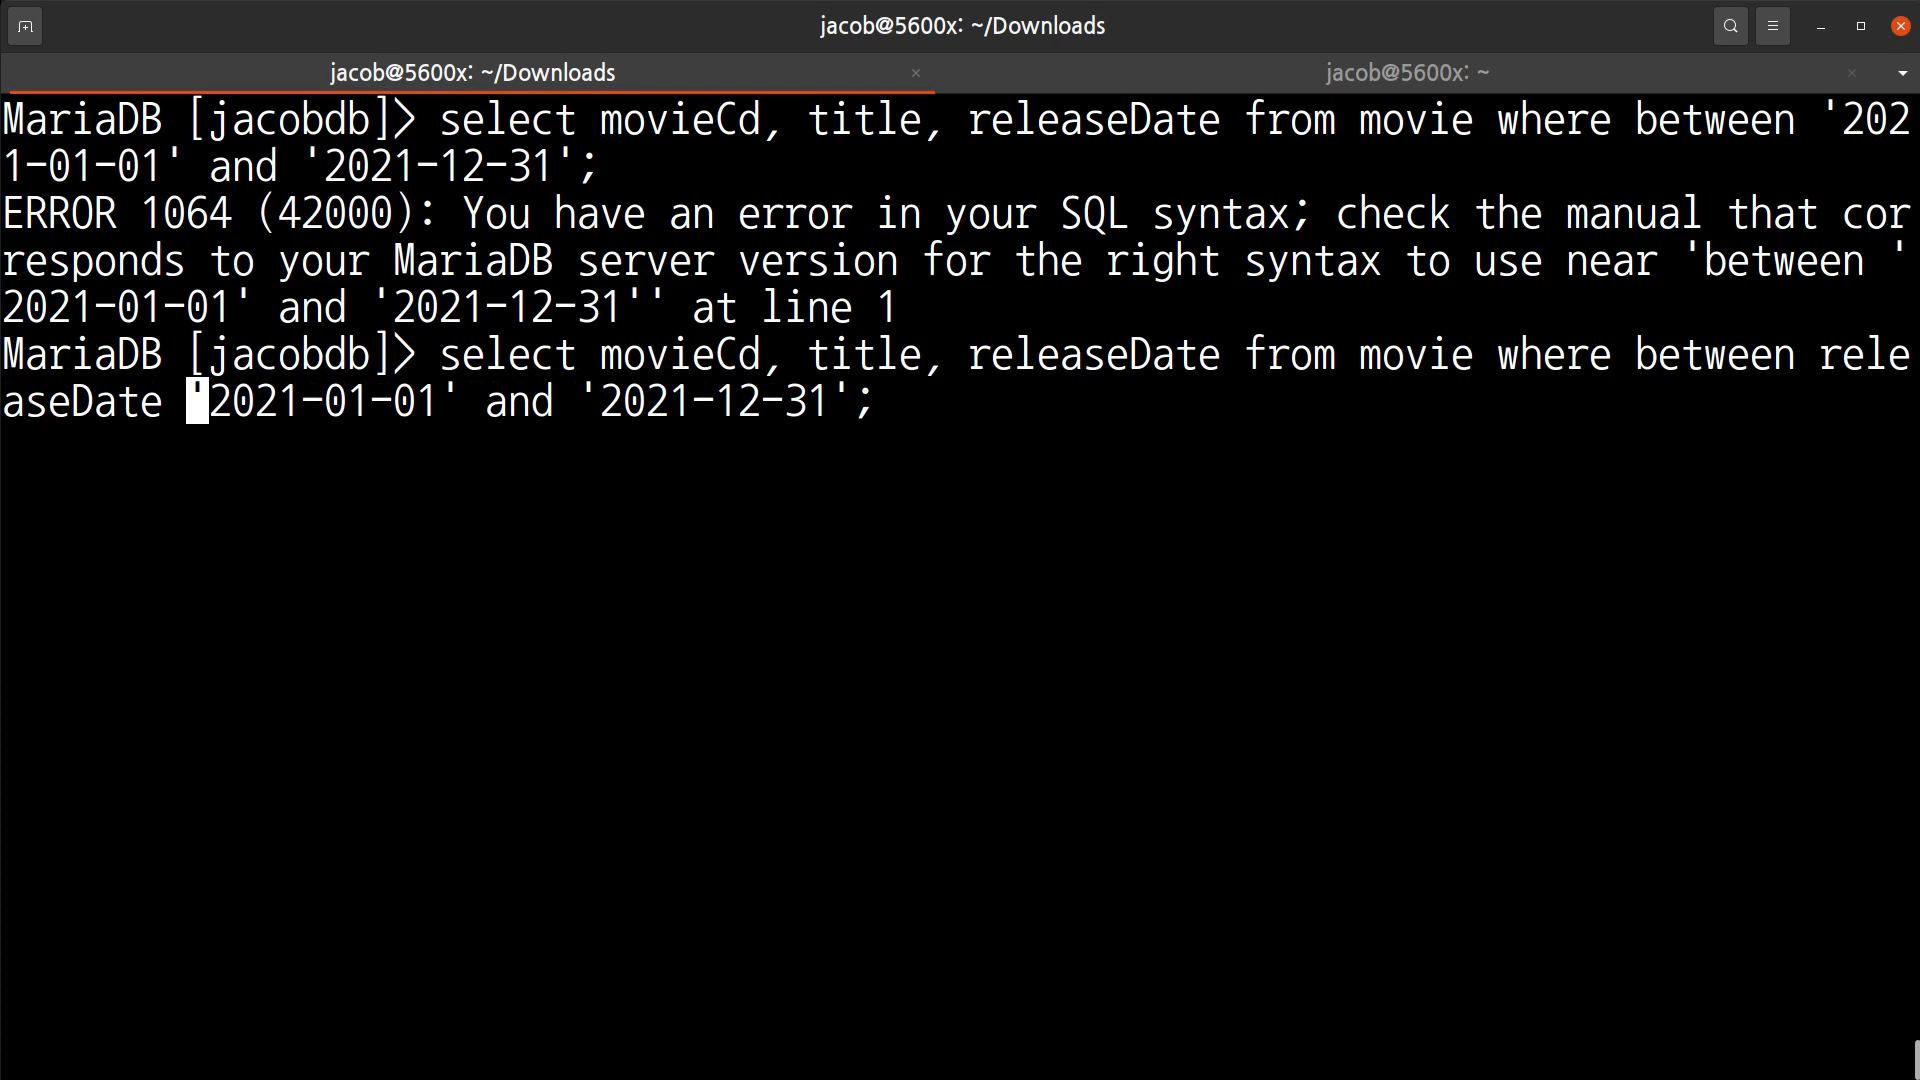 jacob@5600x: ~/Downloads
jacob@5600x: ~/Downloads
jacob@5600x: ~
MariaDB [jacobdb]> select movieCd, title, releaseDate from movie where between '202
1-01-01' and '2021-12-31';
ERROR 1064 (42000): You have an error in your SQL syntax; check the manual that cor
responds to your MariaDB server version for the right syntax to use near 'between '
2021-01-01' and '2021-12-31'' at line 1
MariaDB [jacobdb]> select movieCd, title, releaseDate from movie where between rele
aseDate '2021-01-01' and '2021-12-31';